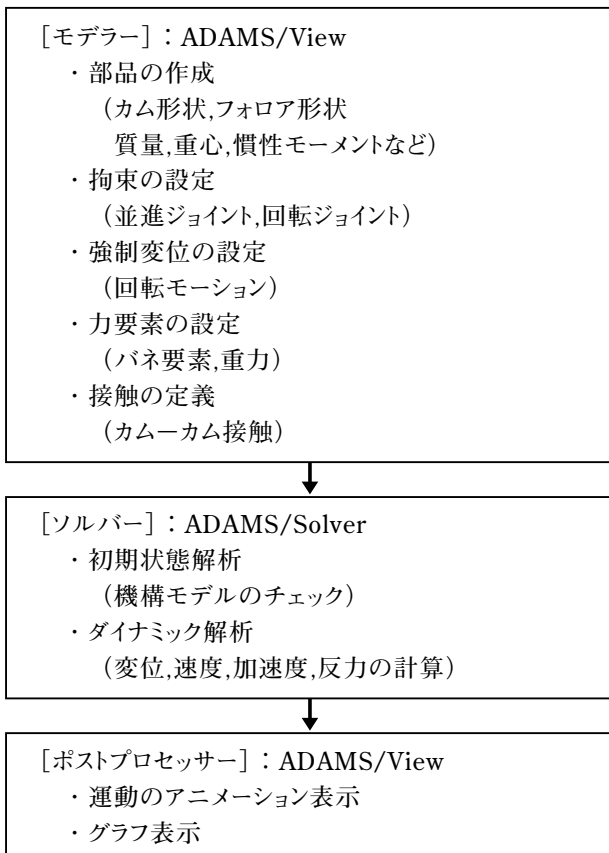 [モデラー]：ADAMS/View
・部品の作成
(カム形状,フォロア形状
質量,重心,慣性モーメントなど)
・拘束の設定
(並進ジョイント,回転ジョイント)
・強制変位の設定
(回転モーション)
・力要素の設定
(バネ要素,重力)
・接触の定義
(カム―カム接触)
[ソルバー]：ADAMS/Solver
・初期状態解析
(機構モデルのチェック)
・ダイナミック解析
(変位,速度,加速度,反力の計算)
[ポストプロセッサー]：ADAMS/View
・運動のアニメーション表示
・グラフ表示